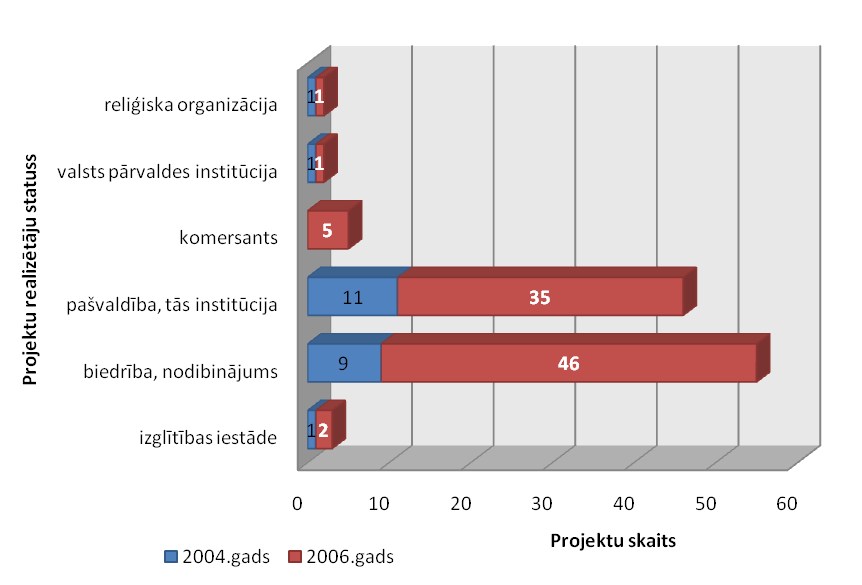 Projektu realizētāju statuss
reliģiska organizācija
1 1
valsts pārvaldes institūcija
1 1
komersants
5
pašvaldība, tās institūcija
11 35
biedrība, nodibinājums
9 46
izglītības iestāde
1 2
0 10 20 30 40 50 60
Projektu skaits
2004.gads 2006.gads